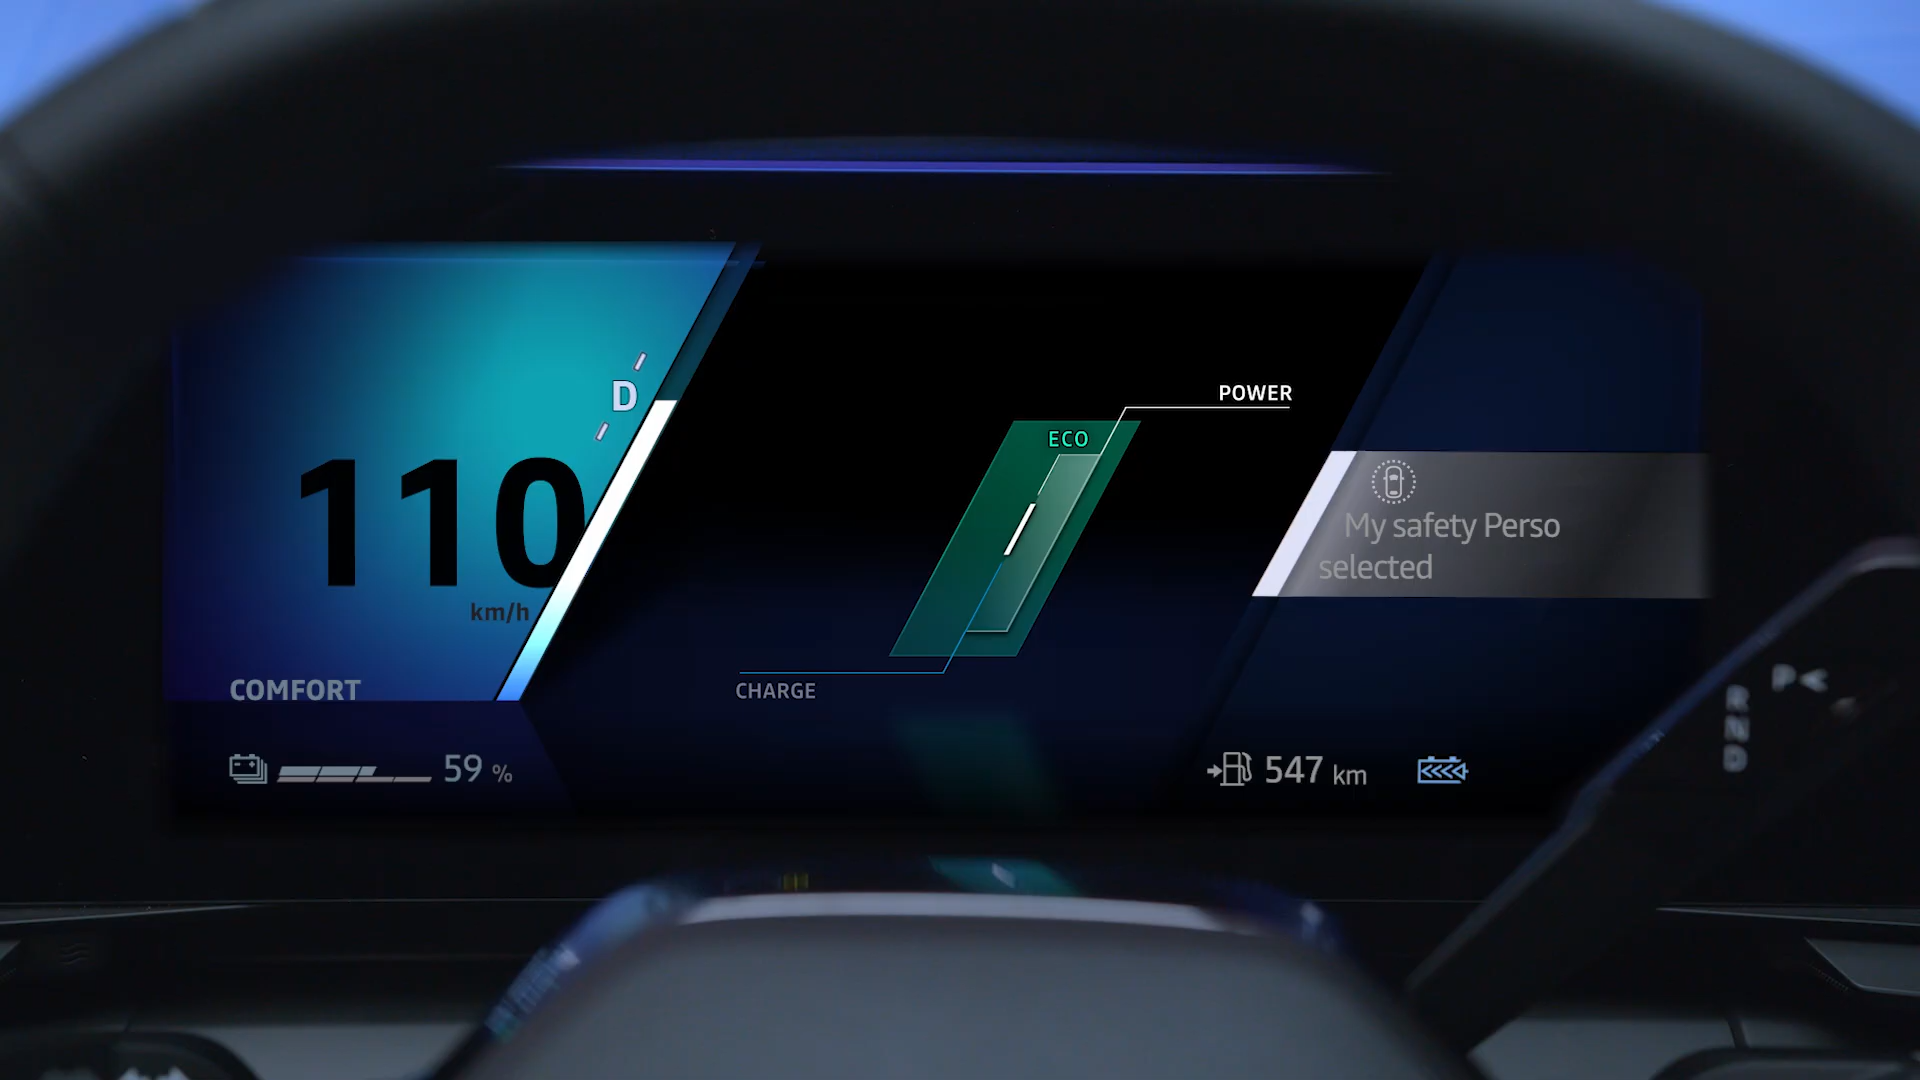 D
110
km/h
COMFORT
59 %
POWER
ECO
CHARGE
My safety Perso
selected
547 km
P
R
N
D